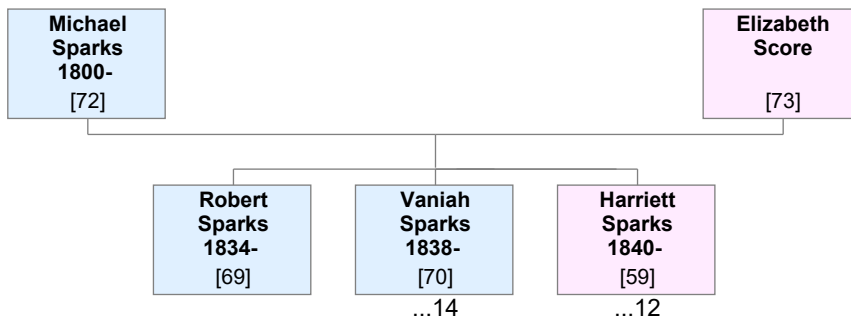 Michael
Sparks
1800-
[72]
Elizabeth
Score
[73]
Robert
Sparks
1834-
[69]
Vaniah
Sparks
1838-
[70]
...14
Harriett
Sparks
1840-
[59]
...12